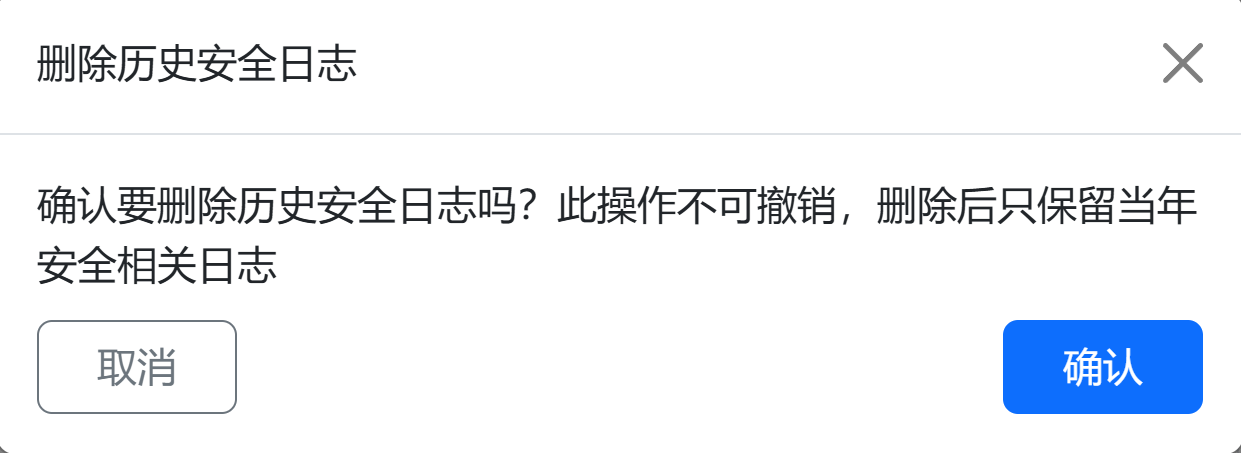 删除历史安全日志
确认要删除历史安全日志吗？此操作不可撤销，删除后只保留当年
安全相关日志
取消
确认